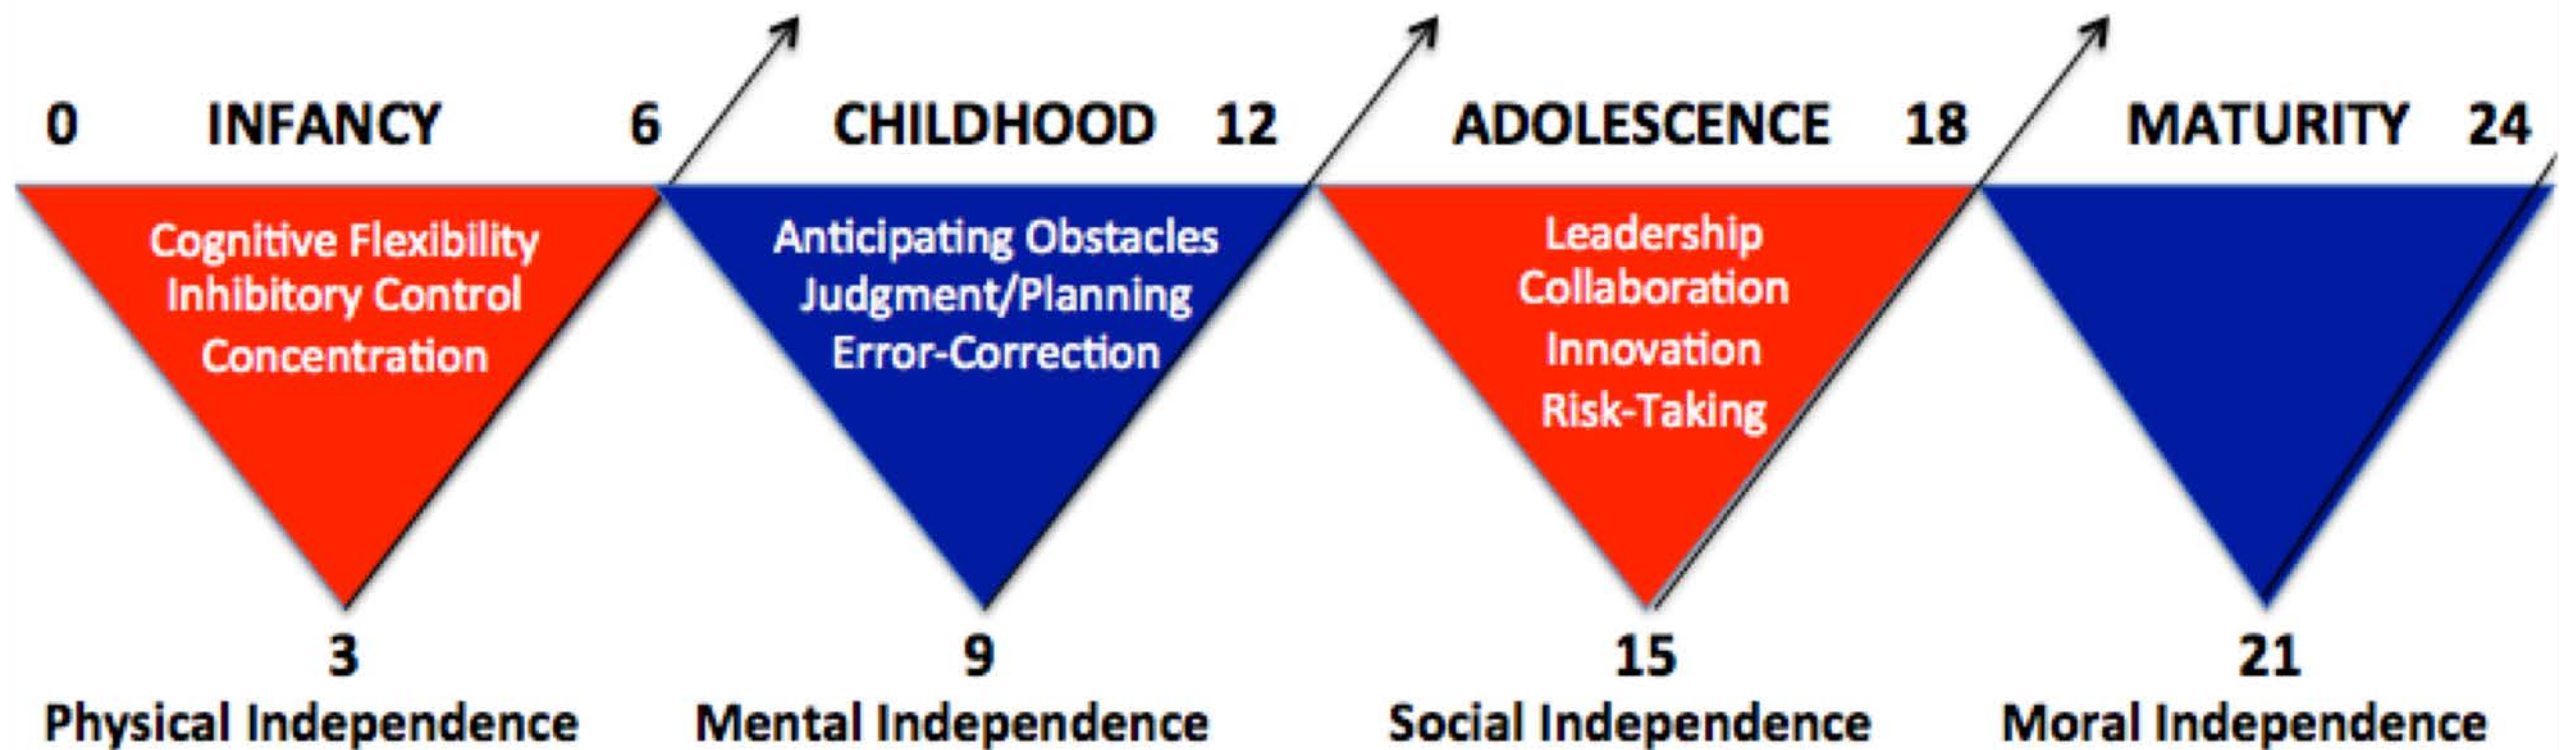 0 INFANCY 6 CHILDHOOD 12 ADOLESCENCE 18 MATURITY 24
Cognitive Flexibility
Inhibitory Control
Concentration
Anticipating Obstacles
Judgment/Planning
Error-Correction
Leadership
Collaboration
Innovation
Risk-Taking
3
Physical Independence
9
Mental Independence
15
Social Independence
21
Moral Independence